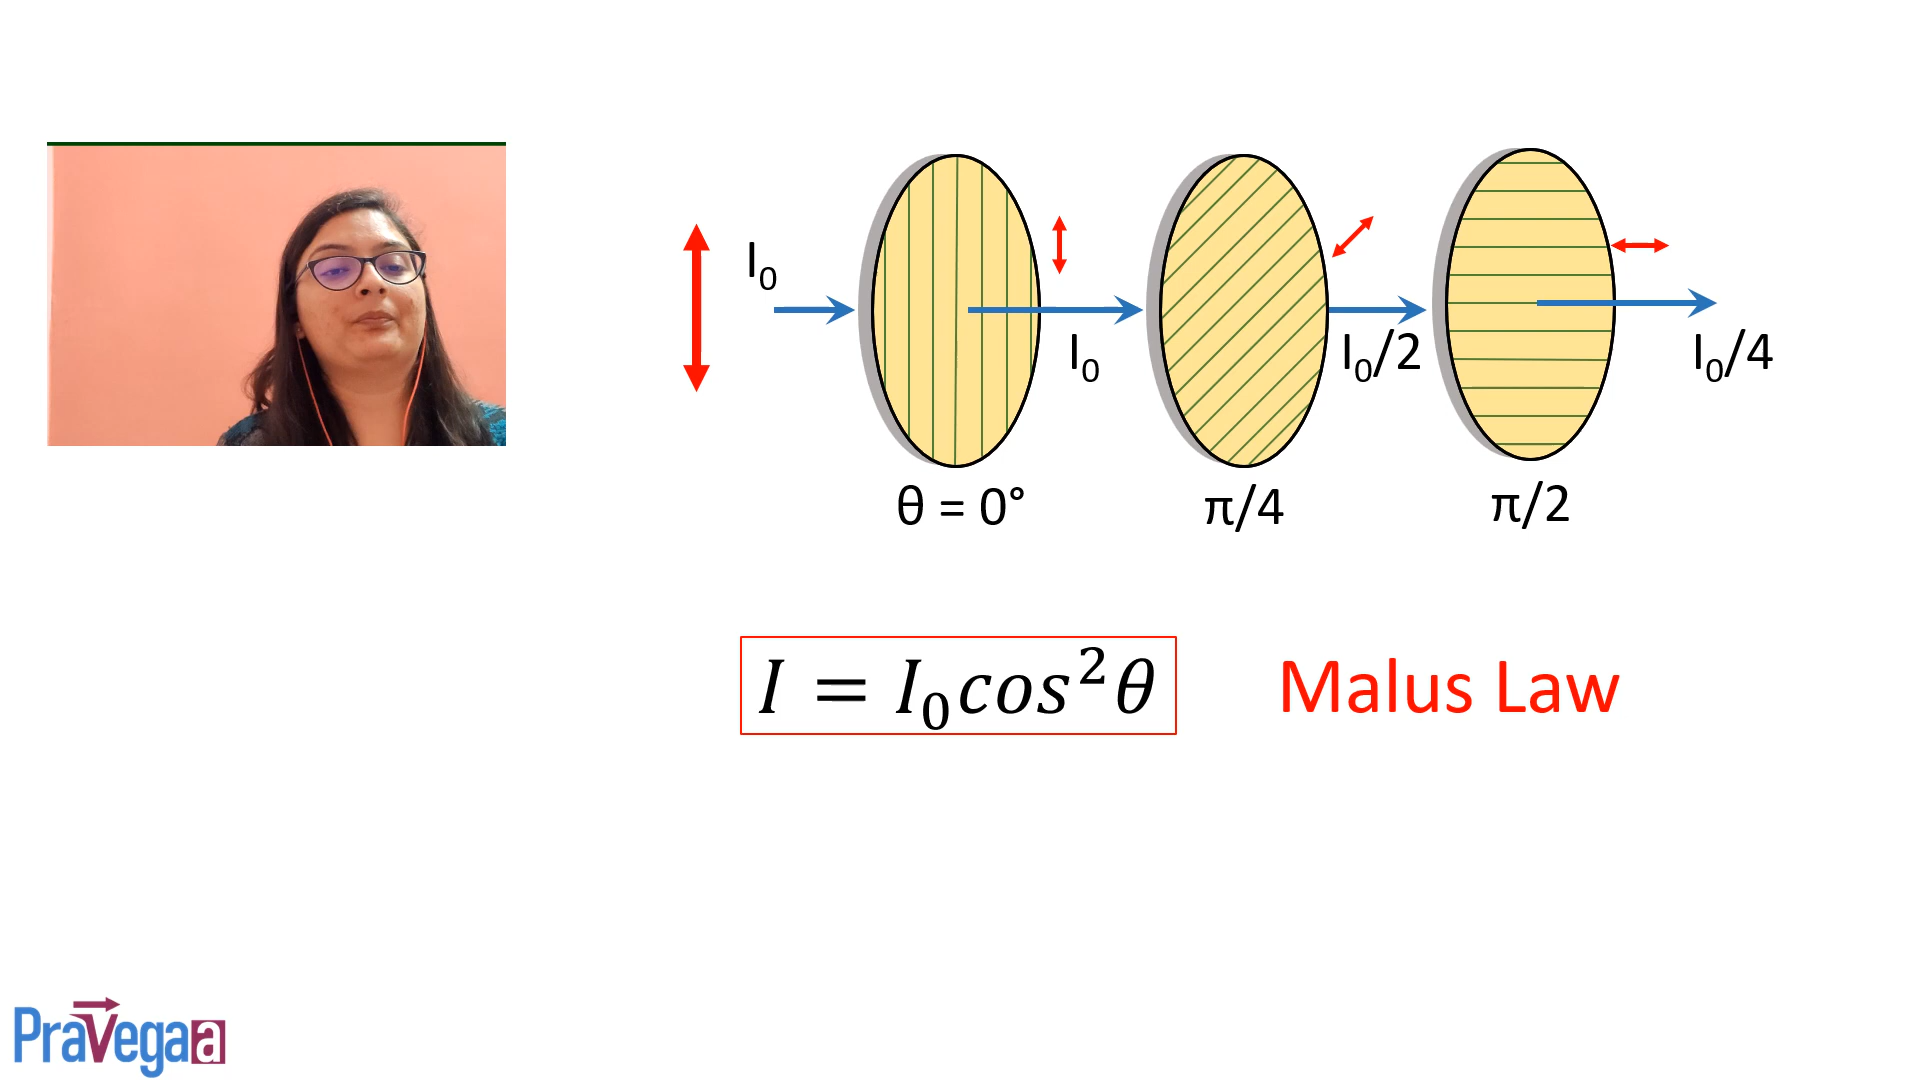 I₀
I₀
I₀/2
I₀/4
θ = 0°
π/4
π/2
I = I₀cos²θ
Malus Law
PraVegaa